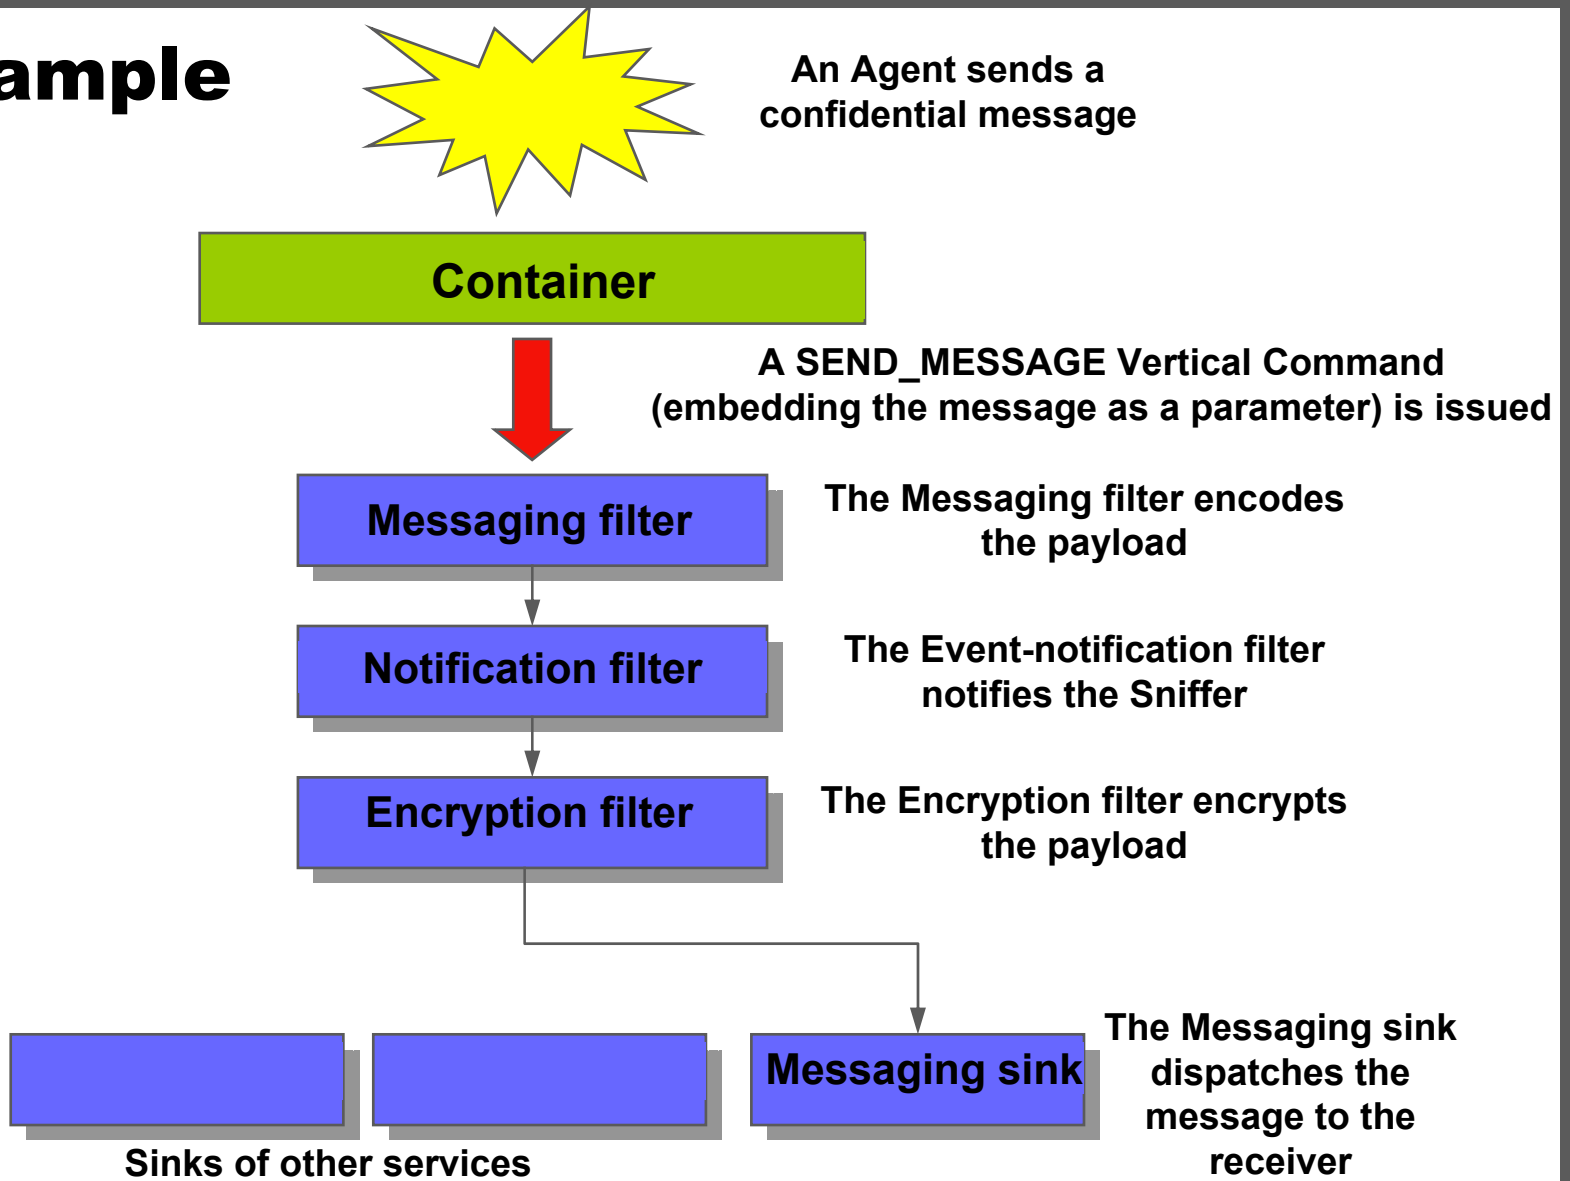 ample
An Agent sends a
confidential message
Container
A SEND_MESSAGE Vertical Command
(embedding the message as a parameter) is issued
Messaging filter
The Messaging filter encodes
the payload
Notification filter
The Event-notification filter
notifies the Sniffer
Encryption filter
The Encryption filter encrypts
the payload
Messaging sink
The Messaging sink
dispatches the
message to the
receiver
Sinks of other services